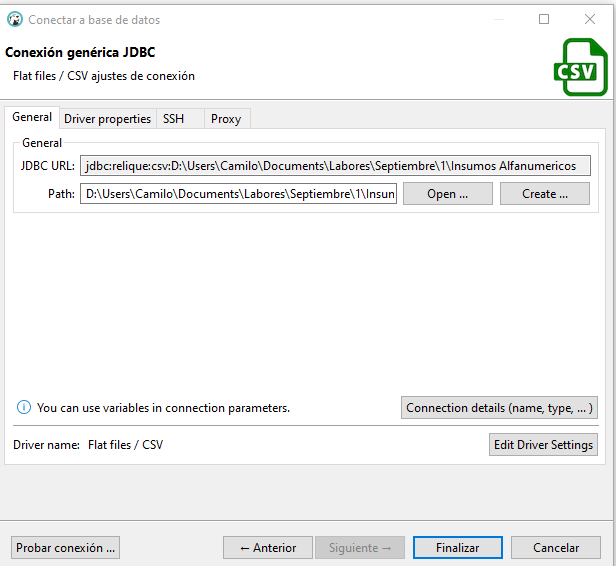 Conectar a base de datos
Conexión genérica JDBC
Flat files / CSV ajustes de conexión
CSV
General Driver properties SSH Proxy
General
JDBC URL: jdbc:relique:csv:D:\Users\Camilo\Documents\Labores\Septiembre\1\Insumos Alfanumericos
Path: D:\Users\Camilo\Documents\Labores\Septiembre\1\Insun Open ... Create ...
You can use variables in connection parameters. Connection details (name, type, ... )
Driver name: Flat files / CSV Edit Driver Settings
Probar conexión ... ← Anterior Siguiente → Finalizar Cancelar